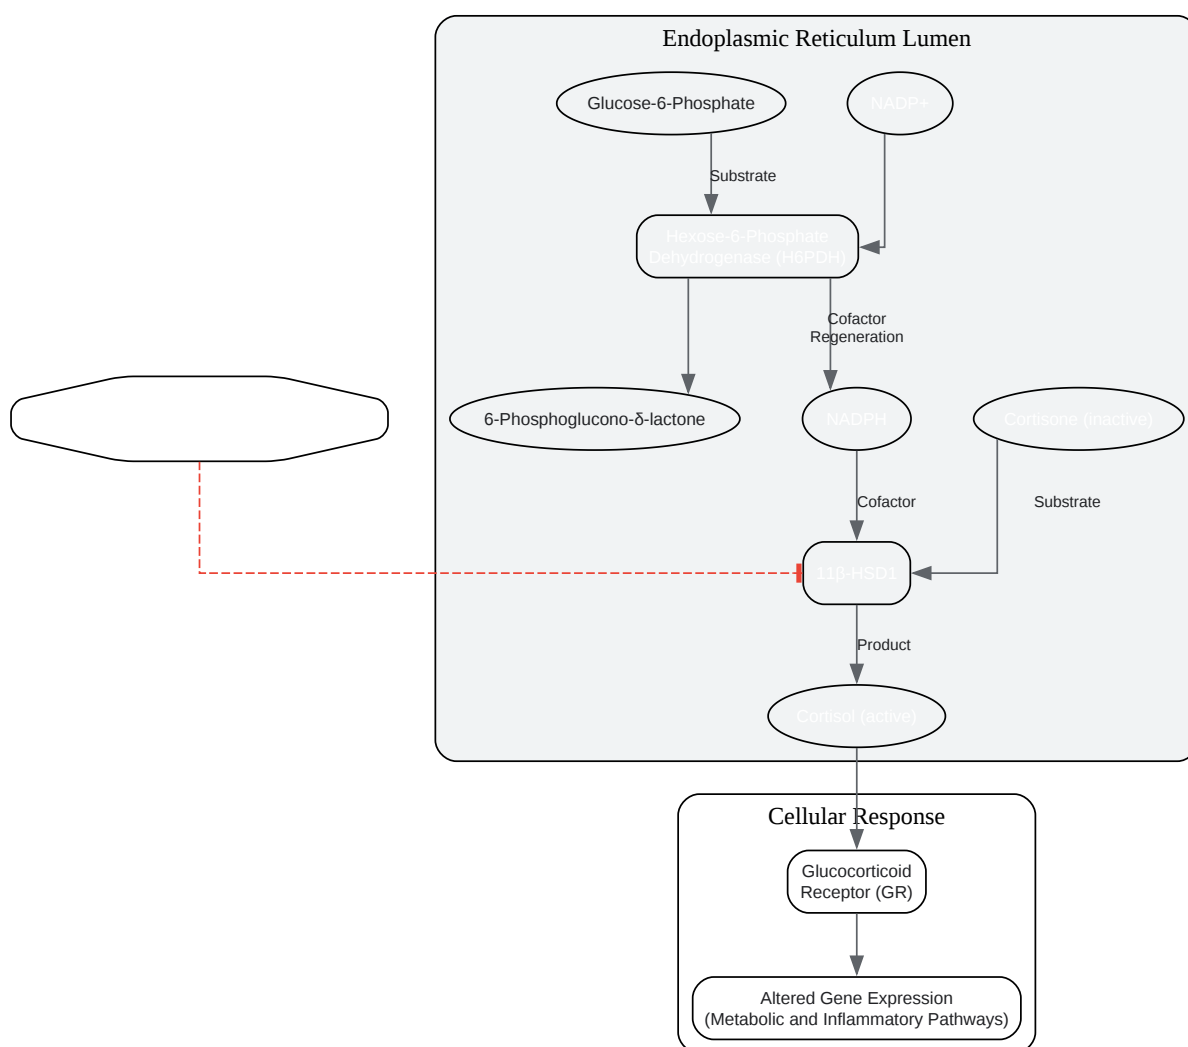 Endoplasmic Reticulum Lumen
Glucose-6-Phosphate
NADP+
Substrate
Hexose-6-Phosphate
Dehydrogenase (H6PDH)
Cofactor
Regeneration
6-Phosphoglucono-δ-lactone
NADPH
Cortisone (inactive)
Cofactor
Substrate
11β-HSD1
Product
Cortisol (active)
Cellular Response
Glucocorticoid
Receptor (GR)
Altered Gene Expression
(Metabolic and Inflammatory Pathways)